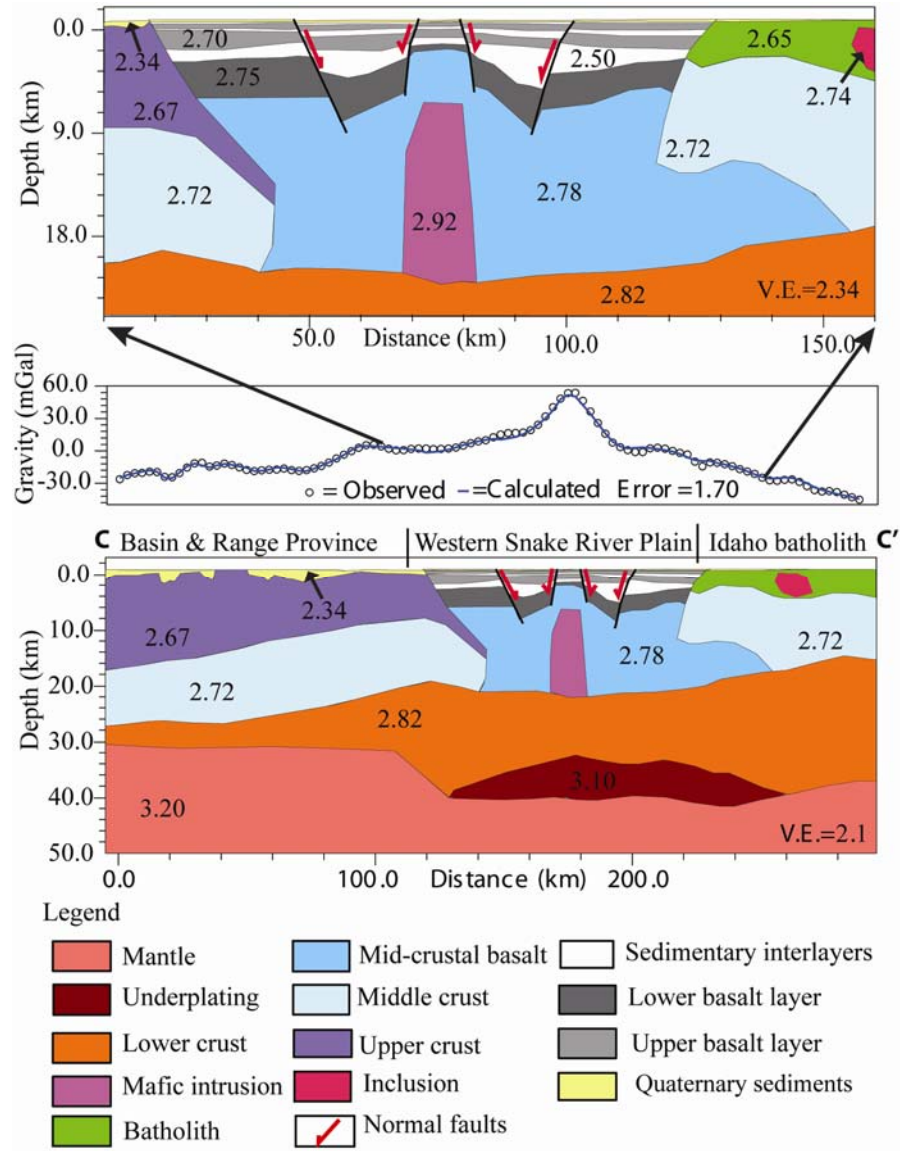 0.0
9.0
18.0
Depth (km)
2.70
2.34
2.75
2.67
2.72
2.92
2.78
2.50
2.65
2.74
2.72
2.82
V.E.=2.34
50.0
Distance (km)
100.0
150.0
Gravity (mGal)
60.0
30.0
0.0
-30.0
= Observed =Calculated Error =1.70
C Basin & Range Province Western Snake River Plain Idaho batholith C'
Depth (km)
0.0
10.0
20.0
30.0
40.0
50.0
2.34
2.67
2.72
2.78
2.72
2.82
3.10
3.20
V.E.=2.1
0.0 100.0 Distance (km) 200.0
Legend
Mantle
Underplating
Lower crust
Mafic intrusion
Batholith
Mid-crustal basalt
Middle crust
Upper crust
Inclusion
Normal faults
Sedimentary interlayers
Lower basalt layer
Upper basalt layer
Quaternary sediments